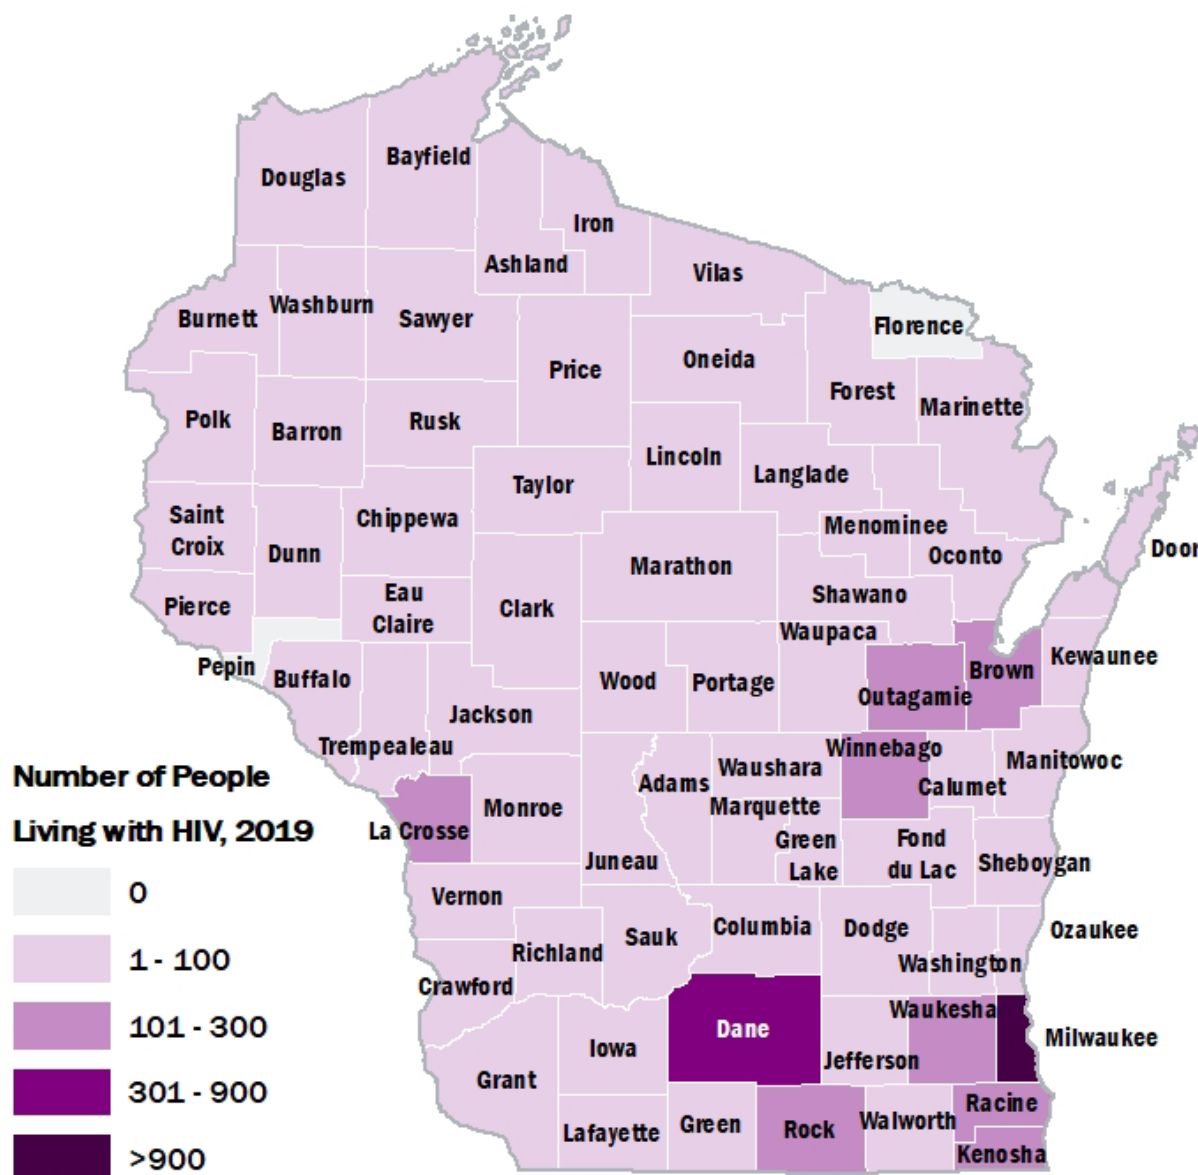 Bayfield
Douglas
Iron
Ashland
Vilas
Washburn
Burnett
Sawyer
Florence
Oneida
Price
Forest
Marinette
Polk
Barron
Rusk
Lincoln
Langlade
Taylor
Saint
Croix
Chippewa
Menominee
Dunn
Oconto
Door
Marathon
Eau
Claire
Shawano
Pierce
Clark
Waupaca
Pepin
Buffalo
Wood
Portage
Outagamie
Brown
Kewaunee
Jackson
Trempealeau
Winnebago
Manitowoc
Adams
Waushara
Calumet
Monroe
Marquette
La Crosse
Juneau
Green
Lake
Fond
du Lac
Sheboygan
Vernon
Richland
Sauk
Columbia
Dodge
Ozaukee
Washington
Crawford
Waukesha
Dane
Milwaukee
Iowa
Jefferson
Grant
Lafayette
Green
Rock
Walworth
Racine
Kenosha
Number of People
Living with HIV, 2019
0
1 - 100
101 - 300
301 - 900
>900